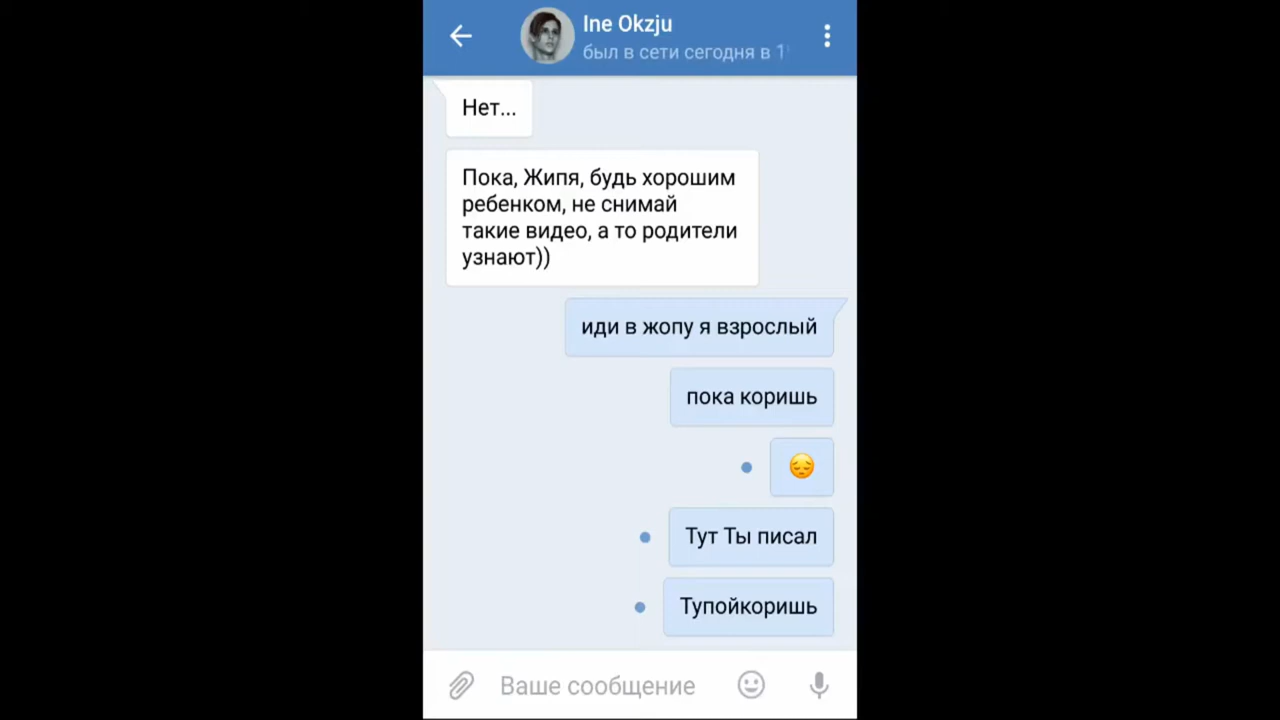 Ine Okzju
был в сети сегодня в 1
Нет...
Пока, Жипя, будь хорошим
ребенком, не снимай
такие видео, а то родители
узнают))
иди в жопу я взрослый
пока коришь
😔
Тут Ты писал
Тупойкоришь
Ваше сообщение